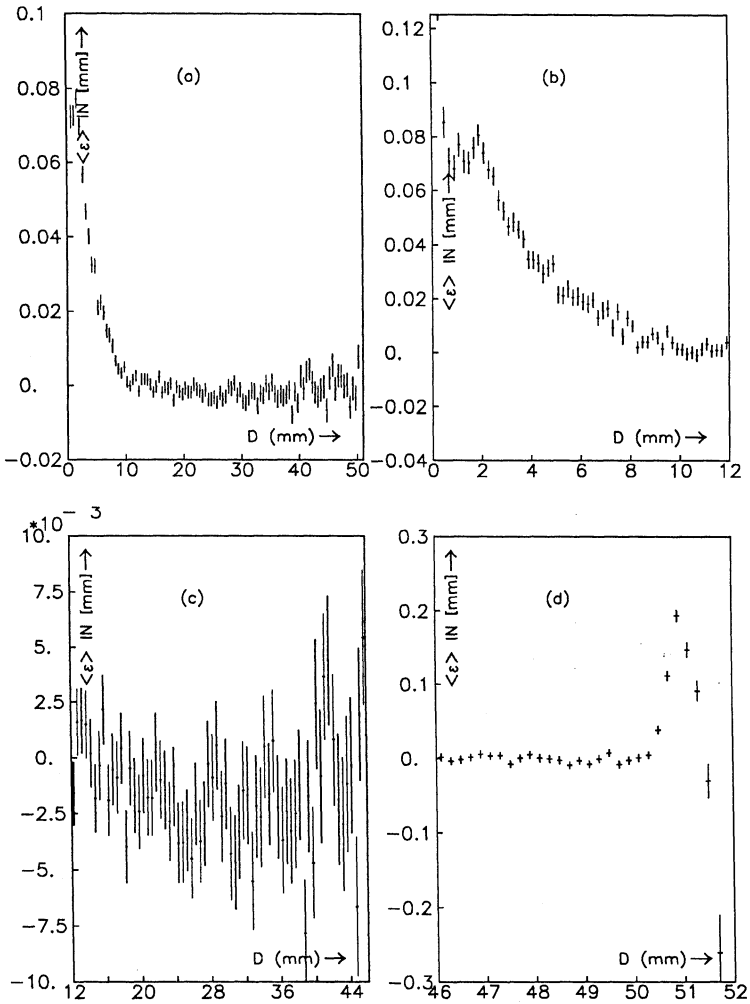 0.1
0.08
0.06
0.04
0.02
0.
−0.02
<ε> IN [mm] →
(a)
D (mm) →
0 10 20 30 40 50
0.12
0.1
0.08
0.06
0.04
0.02
0.
−0.02
−0.04
<ε> IN [mm] →
(b)
D (mm) →
0 2 4 6 8 10 12
*10 − 3
10.
7.5
5.
2.5
0.
−2.5
−5.
−7.5
−10.
<ε> IN [mm] →
(c)
D (mm) →
12 20 28 36 44
0.3
0.2
0.1
0.
−0.1
−0.2
−0.3
<ε> IN [mm] →
(d)
D (mm) →
46 47 48 49 50 51 52